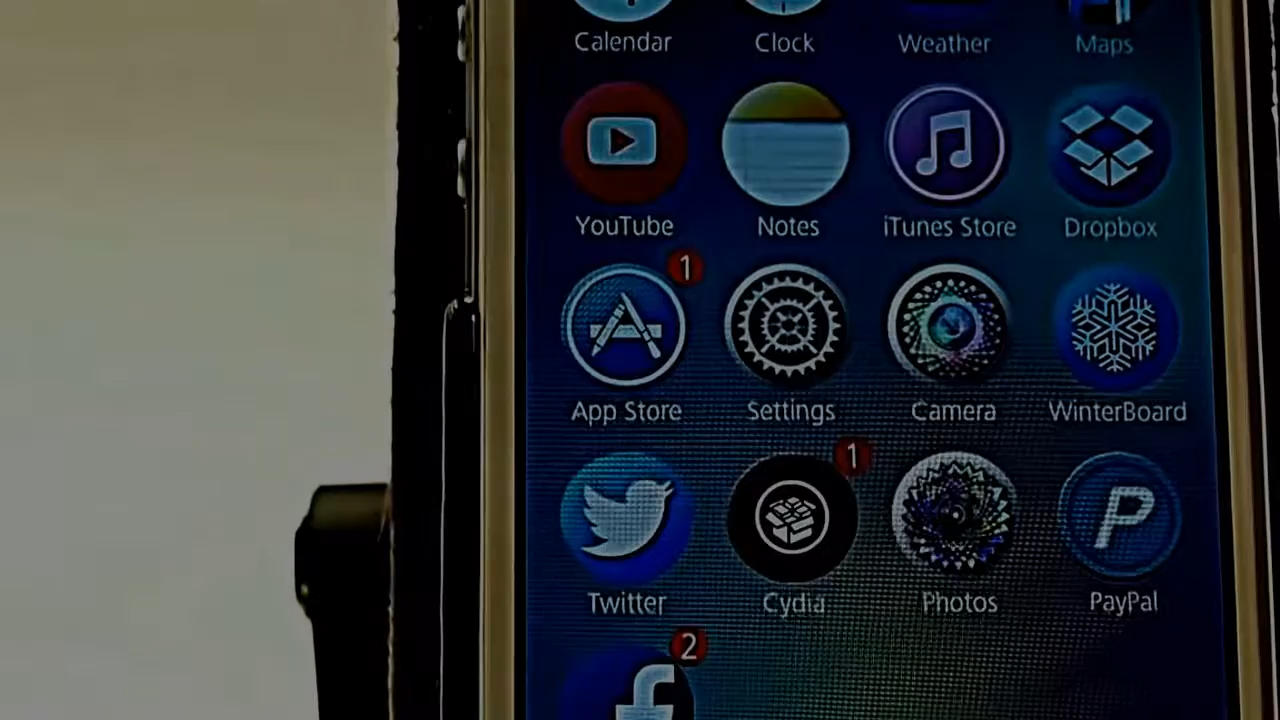 Calendar Clock Weather Maps
YouTube Notes iTunes Store Dropbox
1
App Store Settings Camera WinterBoard
1
Twitter Cydia Photos PayPal
2